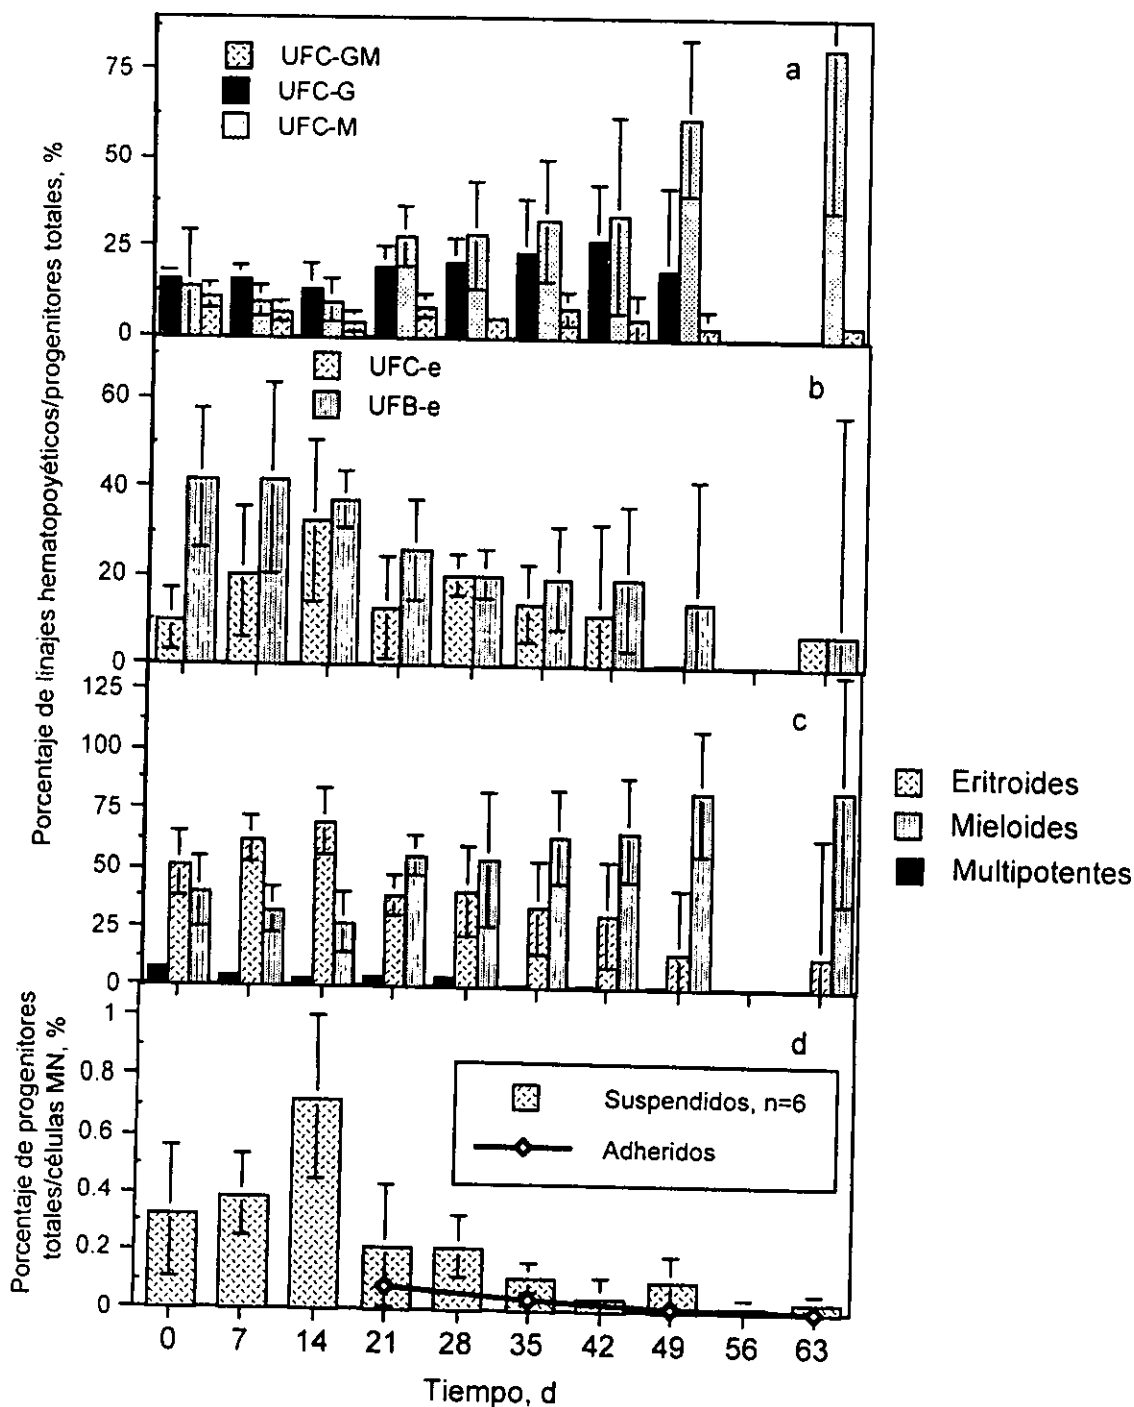 Porcentaje de linajes hematopoyéticos/progenitores totales, %
a
UFC-GM
UFC-G
UFC-M
75
50
25
0
b
UFC-e
UFB-e
60
40
20
0
c
125
100
75
50
25
0
Eritroides
Mieloides
Multipotentes
Porcentaje de progenitores
totales/células MN, %
d
1
0.8
0.6
0.4
0.2
0
Suspendidos, n=6
Adheridos
0 7 14 21 28 35 42 49 56 63
Tiempo, d